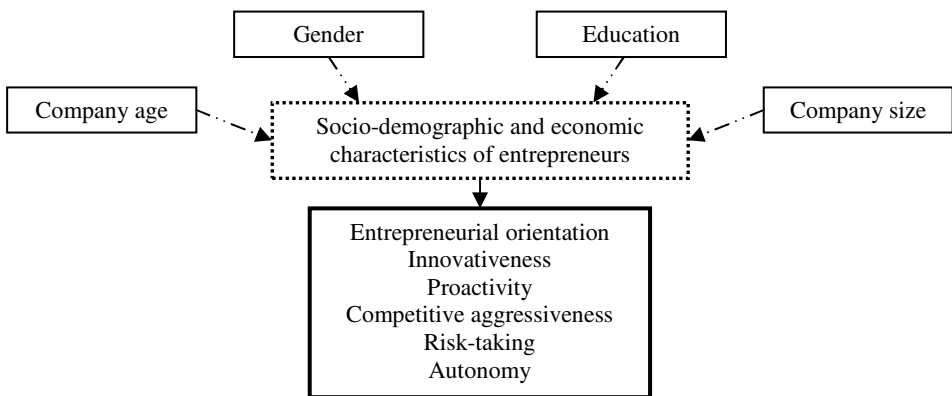 Gender
Education
Company age
Company size
Socio-demographic and economic
characteristics of entrepreneurs
Entrepreneurial orientation
Innovativeness
Proactivity
Competitive aggressiveness
Risk-taking
Autonomy